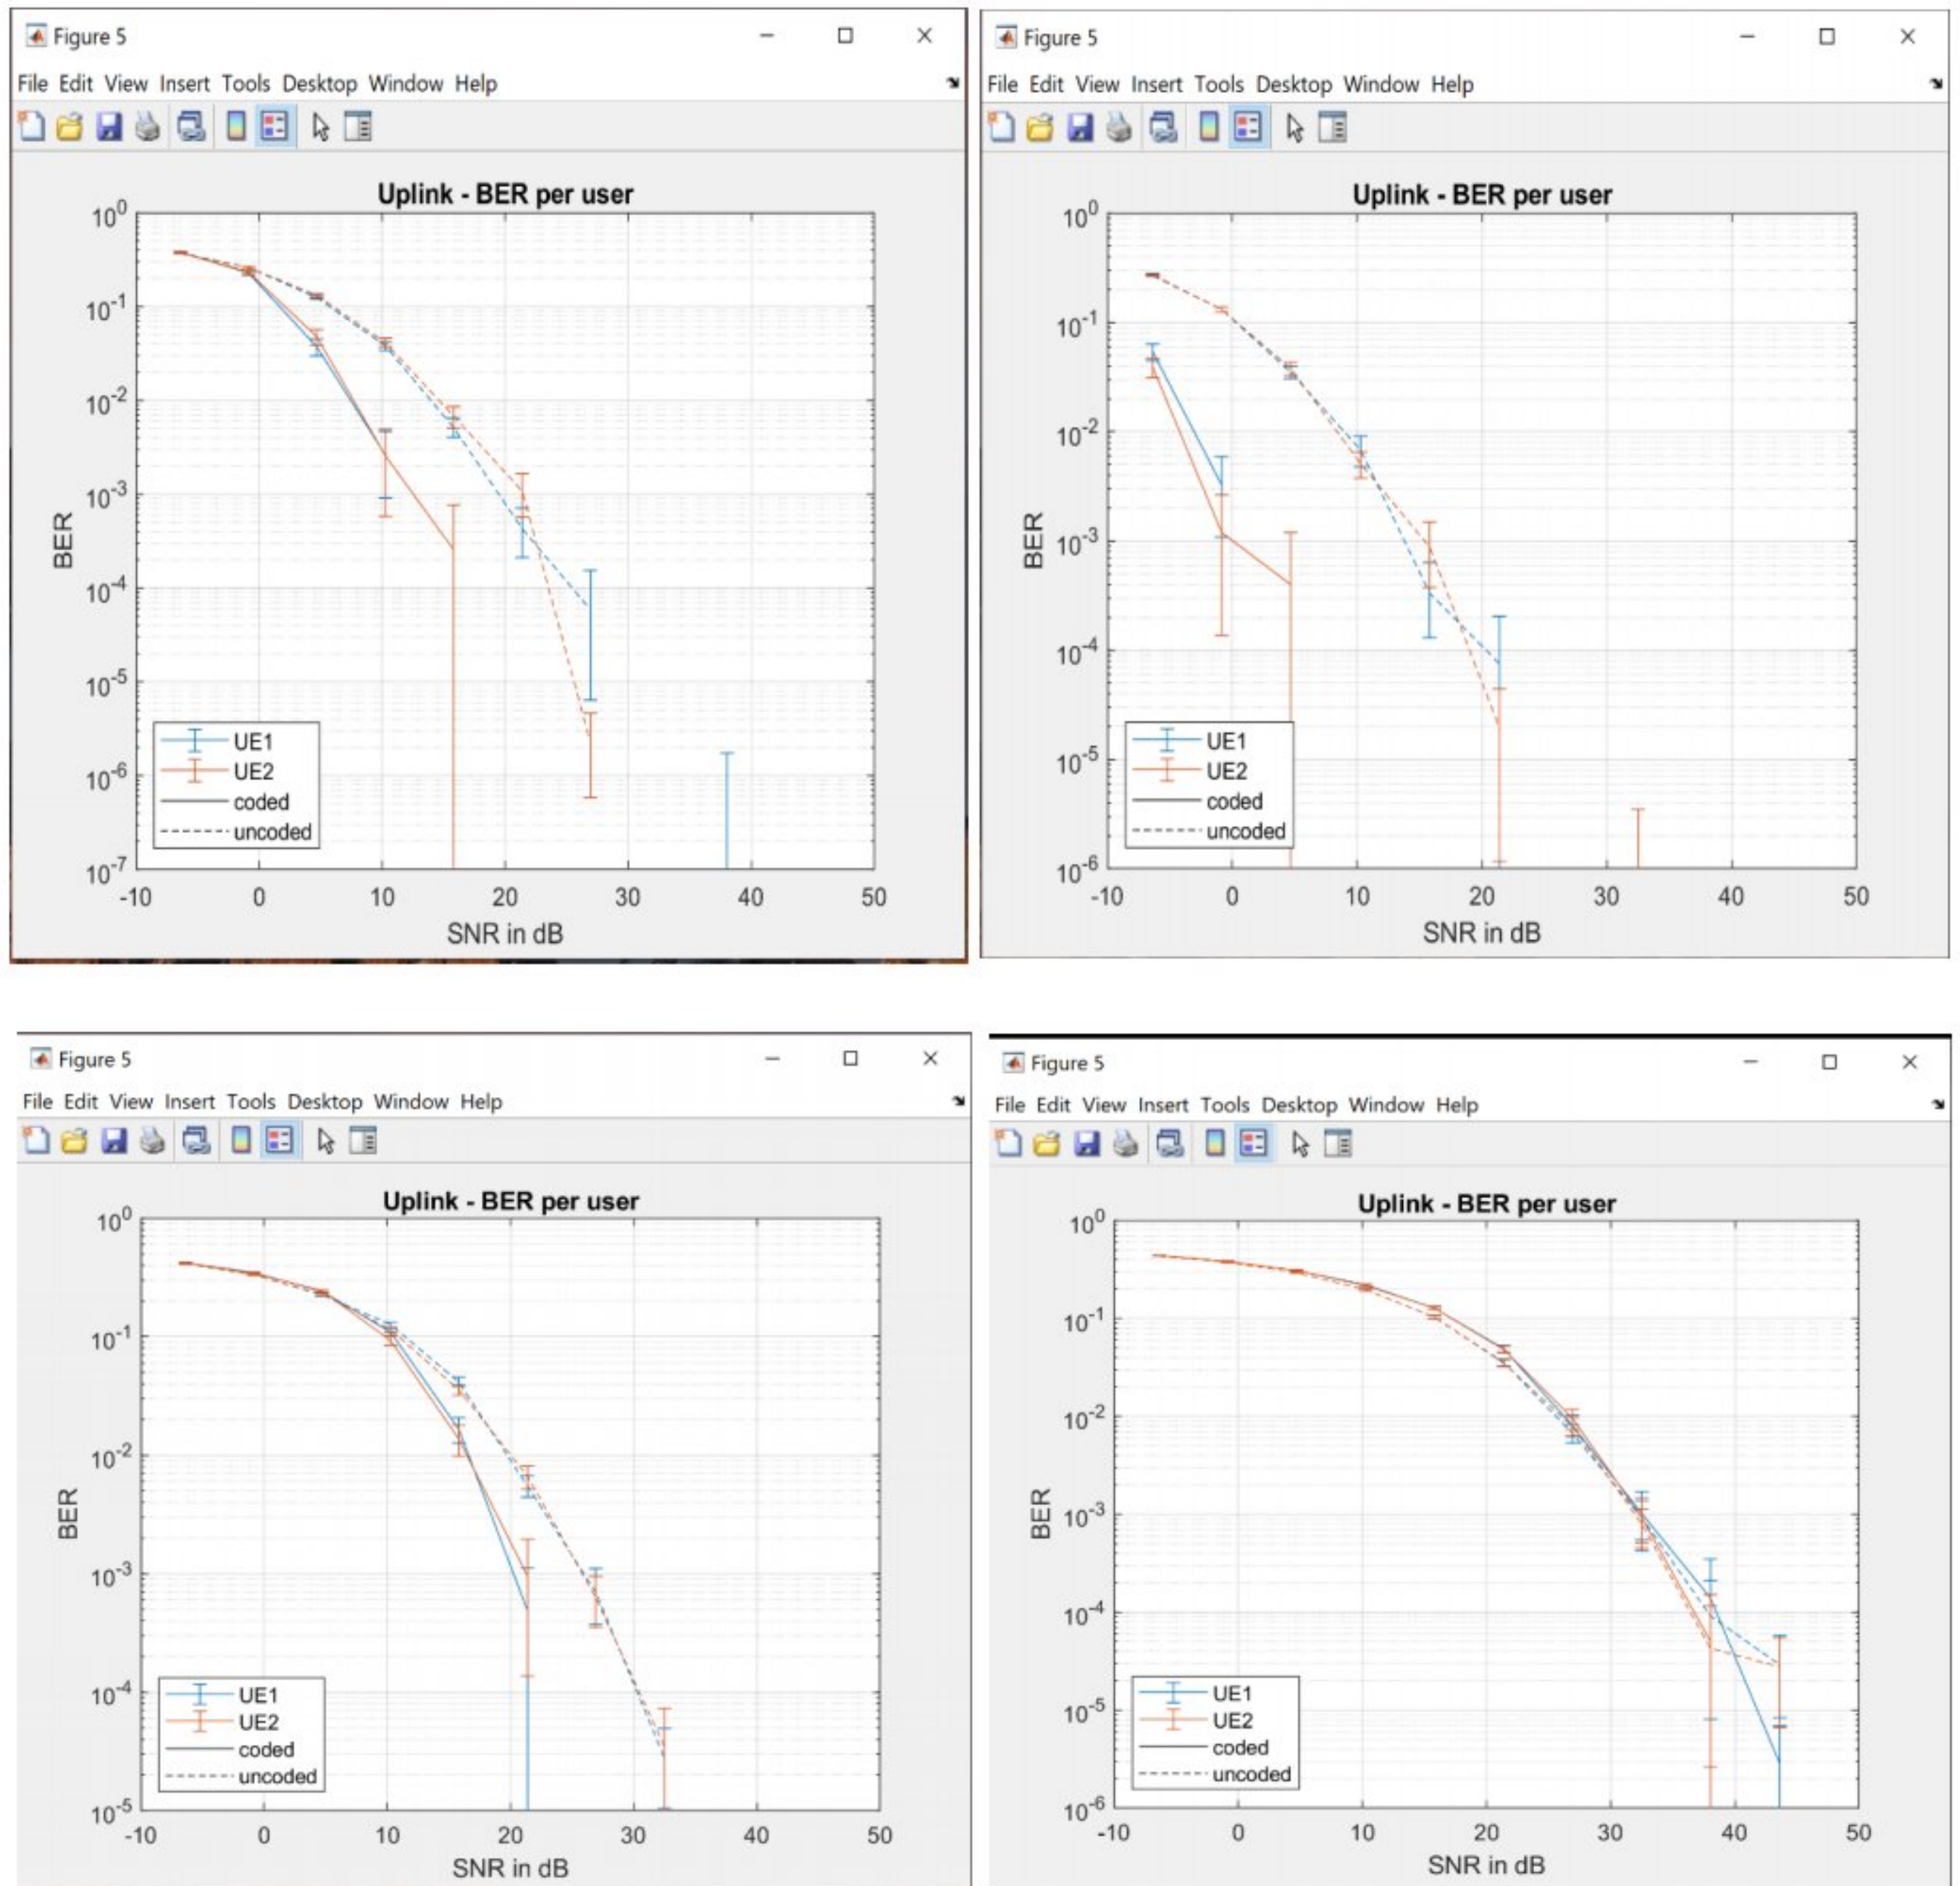 Figure 5
File Edit View Insert Tools Desktop Window Help
Uplink - BER per user
10^0
10^-1
10^-2
10^-3
10^-4
10^-5
10^-6
10^-7
BER
UE1
UE2
coded
uncoded
-10 0 10 20 30 40 50
SNR in dB
Figure 5
File Edit View Insert Tools Desktop Window Help
Uplink - BER per user
10^0
10^-1
10^-2
10^-3
10^-4
10^-5
10^-6
BER
UE1
UE2
coded
uncoded
-10 0 10 20 30 40 50
SNR in dB
Figure 5
File Edit View Insert Tools Desktop Window Help
Uplink - BER per user
10^0
10^-1
10^-2
10^-3
10^-4
10^-5
BER
UE1
UE2
coded
uncoded
-10 0 10 20 30 40 50
SNR in dB
Figure 5
File Edit View Insert Tools Desktop Window Help
Uplink - BER per user
10^0
10^-1
10^-2
10^-3
10^-4
10^-5
10^-6
BER
UE1
UE2
coded
uncoded
-10 0 10 20 30 40 50
SNR in dB